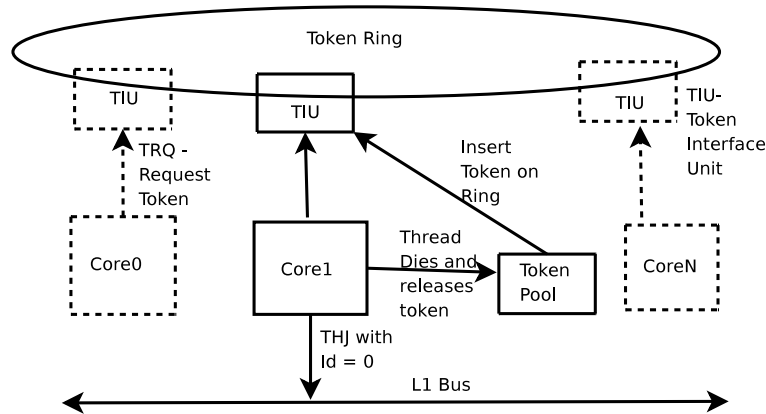 Token Ring
TIU
TIU
TIU
TIU-
Token
Interface
Unit
TRQ -
Request
Token
Insert
Token on
Ring
Core0
Core1
Thread
Dies and
releases
token
Token
Pool
CoreN
THJ with
Id = 0
L1 Bus